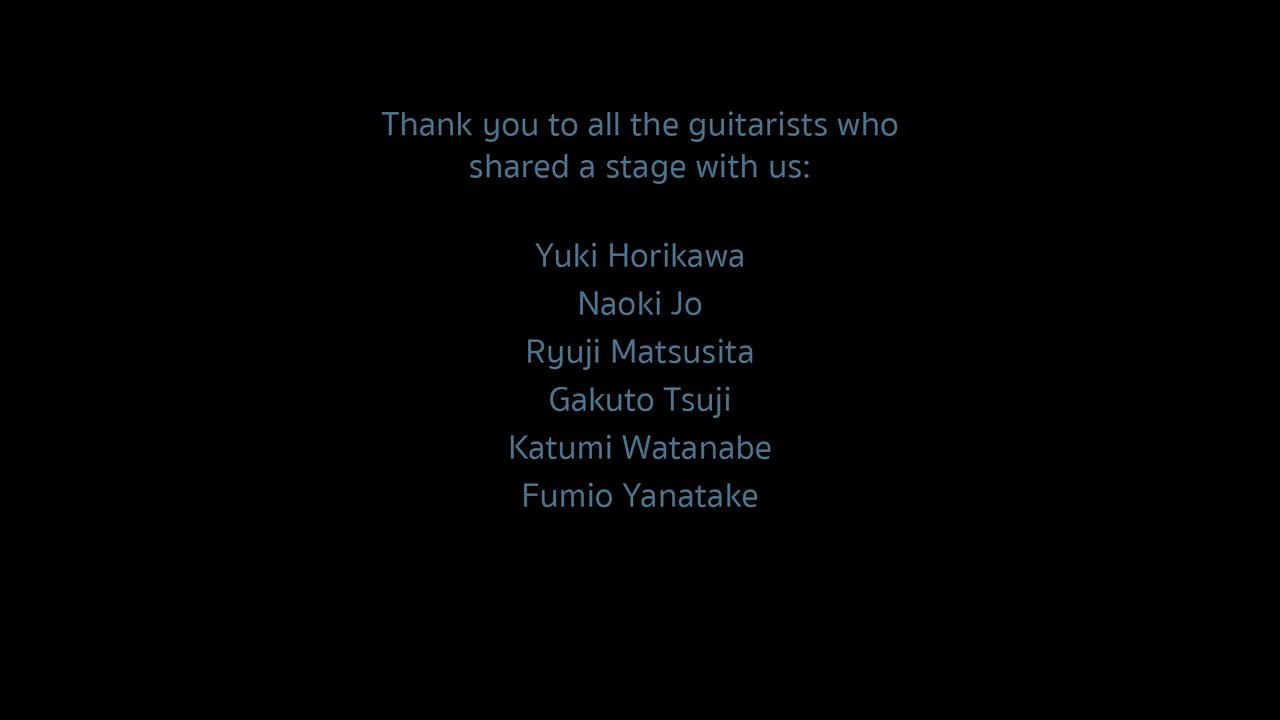 Thank you to all the guitarists who
shared a stage with us:
Yuki Horikawa
Naoki Jo
Ryuji Matsusita
Gakuto Tsuji
Katumi Watanabe
Fumio Yanatake